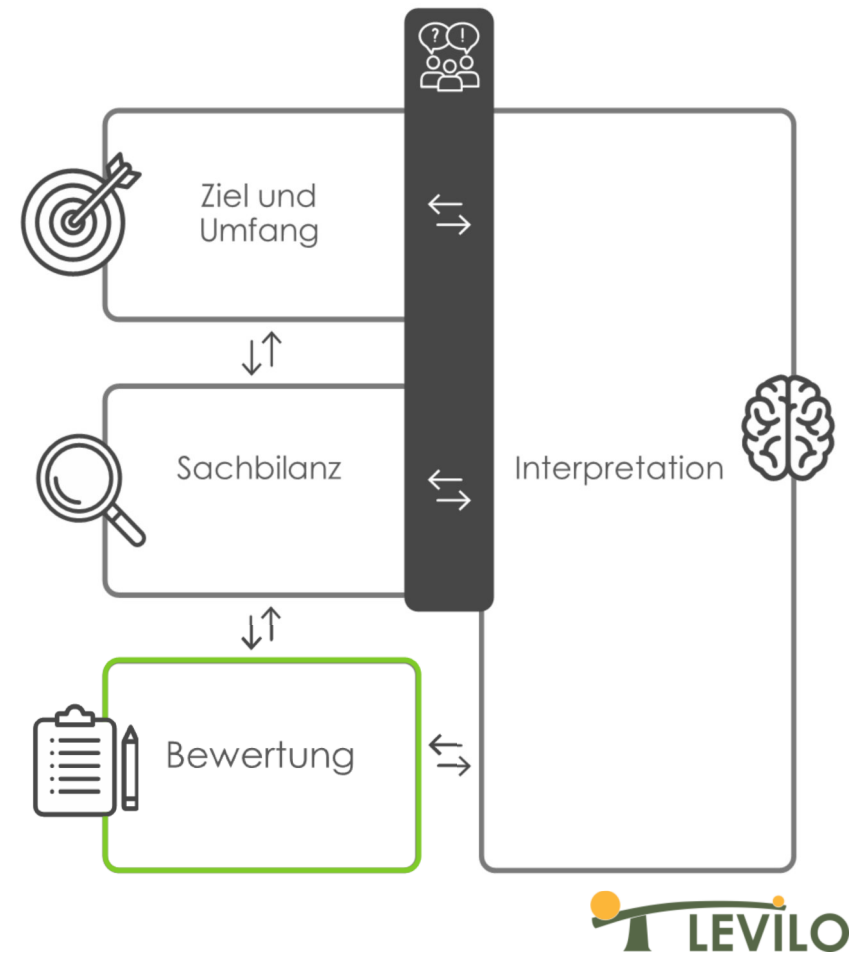 ? !
Ziel und
Umfang
Sachbilanz
Interpretation
Bewertung
LEVILO